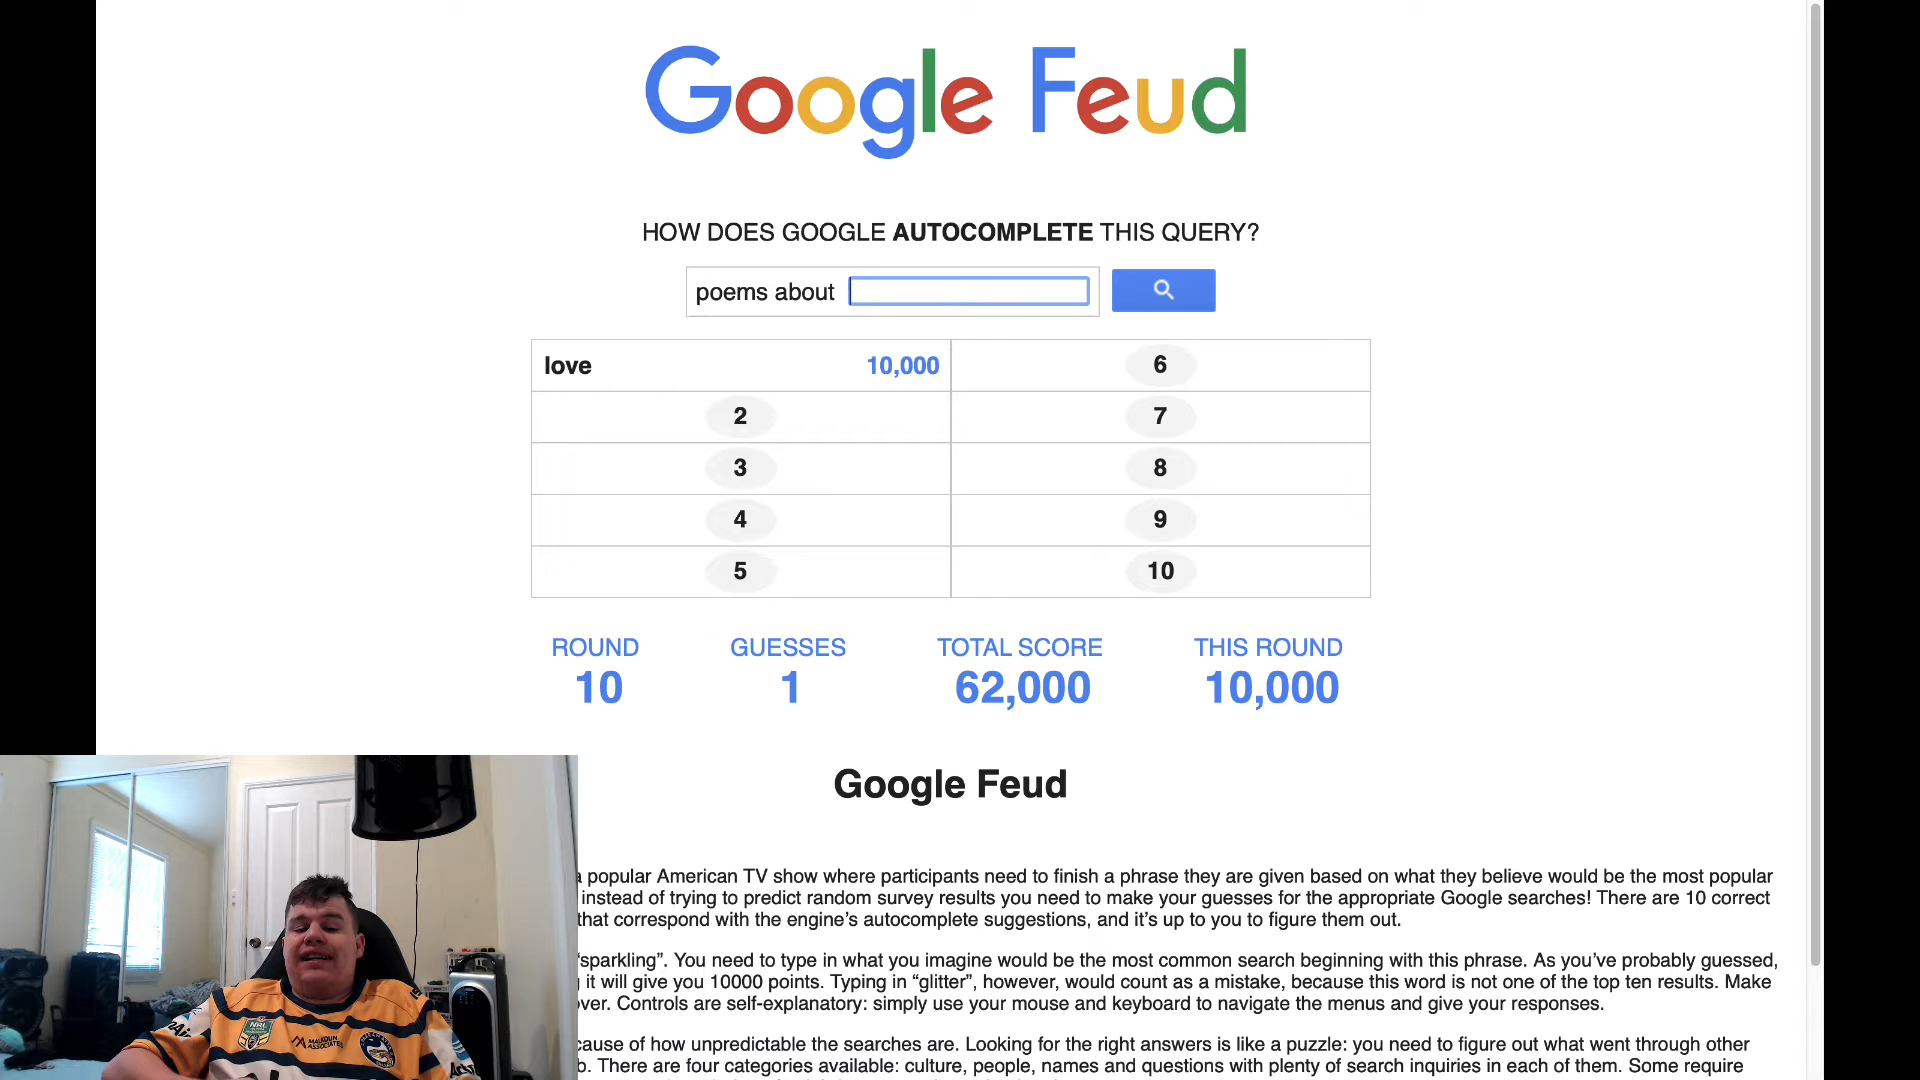 Google Feud
HOW DOES GOOGLE AUTOCOMPLETE THIS QUERY?
poems about
love 10,000 6
2 7
3 8
4 9
5 10
ROUND GUESSES TOTAL SCORE THIS ROUND
10 1 62,000 10,000
Google Feud
a popular American TV show where participants need to finish a phrase they are given based on what they believe would be the most popular
instead of trying to predict random survey results you need to make your guesses for the appropriate Google searches! There are 10 correct
that correspond with the engine’s autocomplete suggestions, and it’s up to you to figure them out.
“sparkling”. You need to type in what you imagine would be the most common search beginning with this phrase. As you’ve probably guessed,
it will give you 10000 points. Typing in “glitter”, however, would count as a mistake, because this word is not one of the top ten results. Make
over. Controls are self-explanatory: simply use your mouse and keyboard to navigate the menus and give your responses.
cause of how unpredictable the searches are. Looking for the right answers is like a puzzle: you need to figure out what went through other
b. There are four categories available: culture, people, names and questions with plenty of search inquiries in each of them. Some require
NRL
MALKOUN
ASSOCIATES